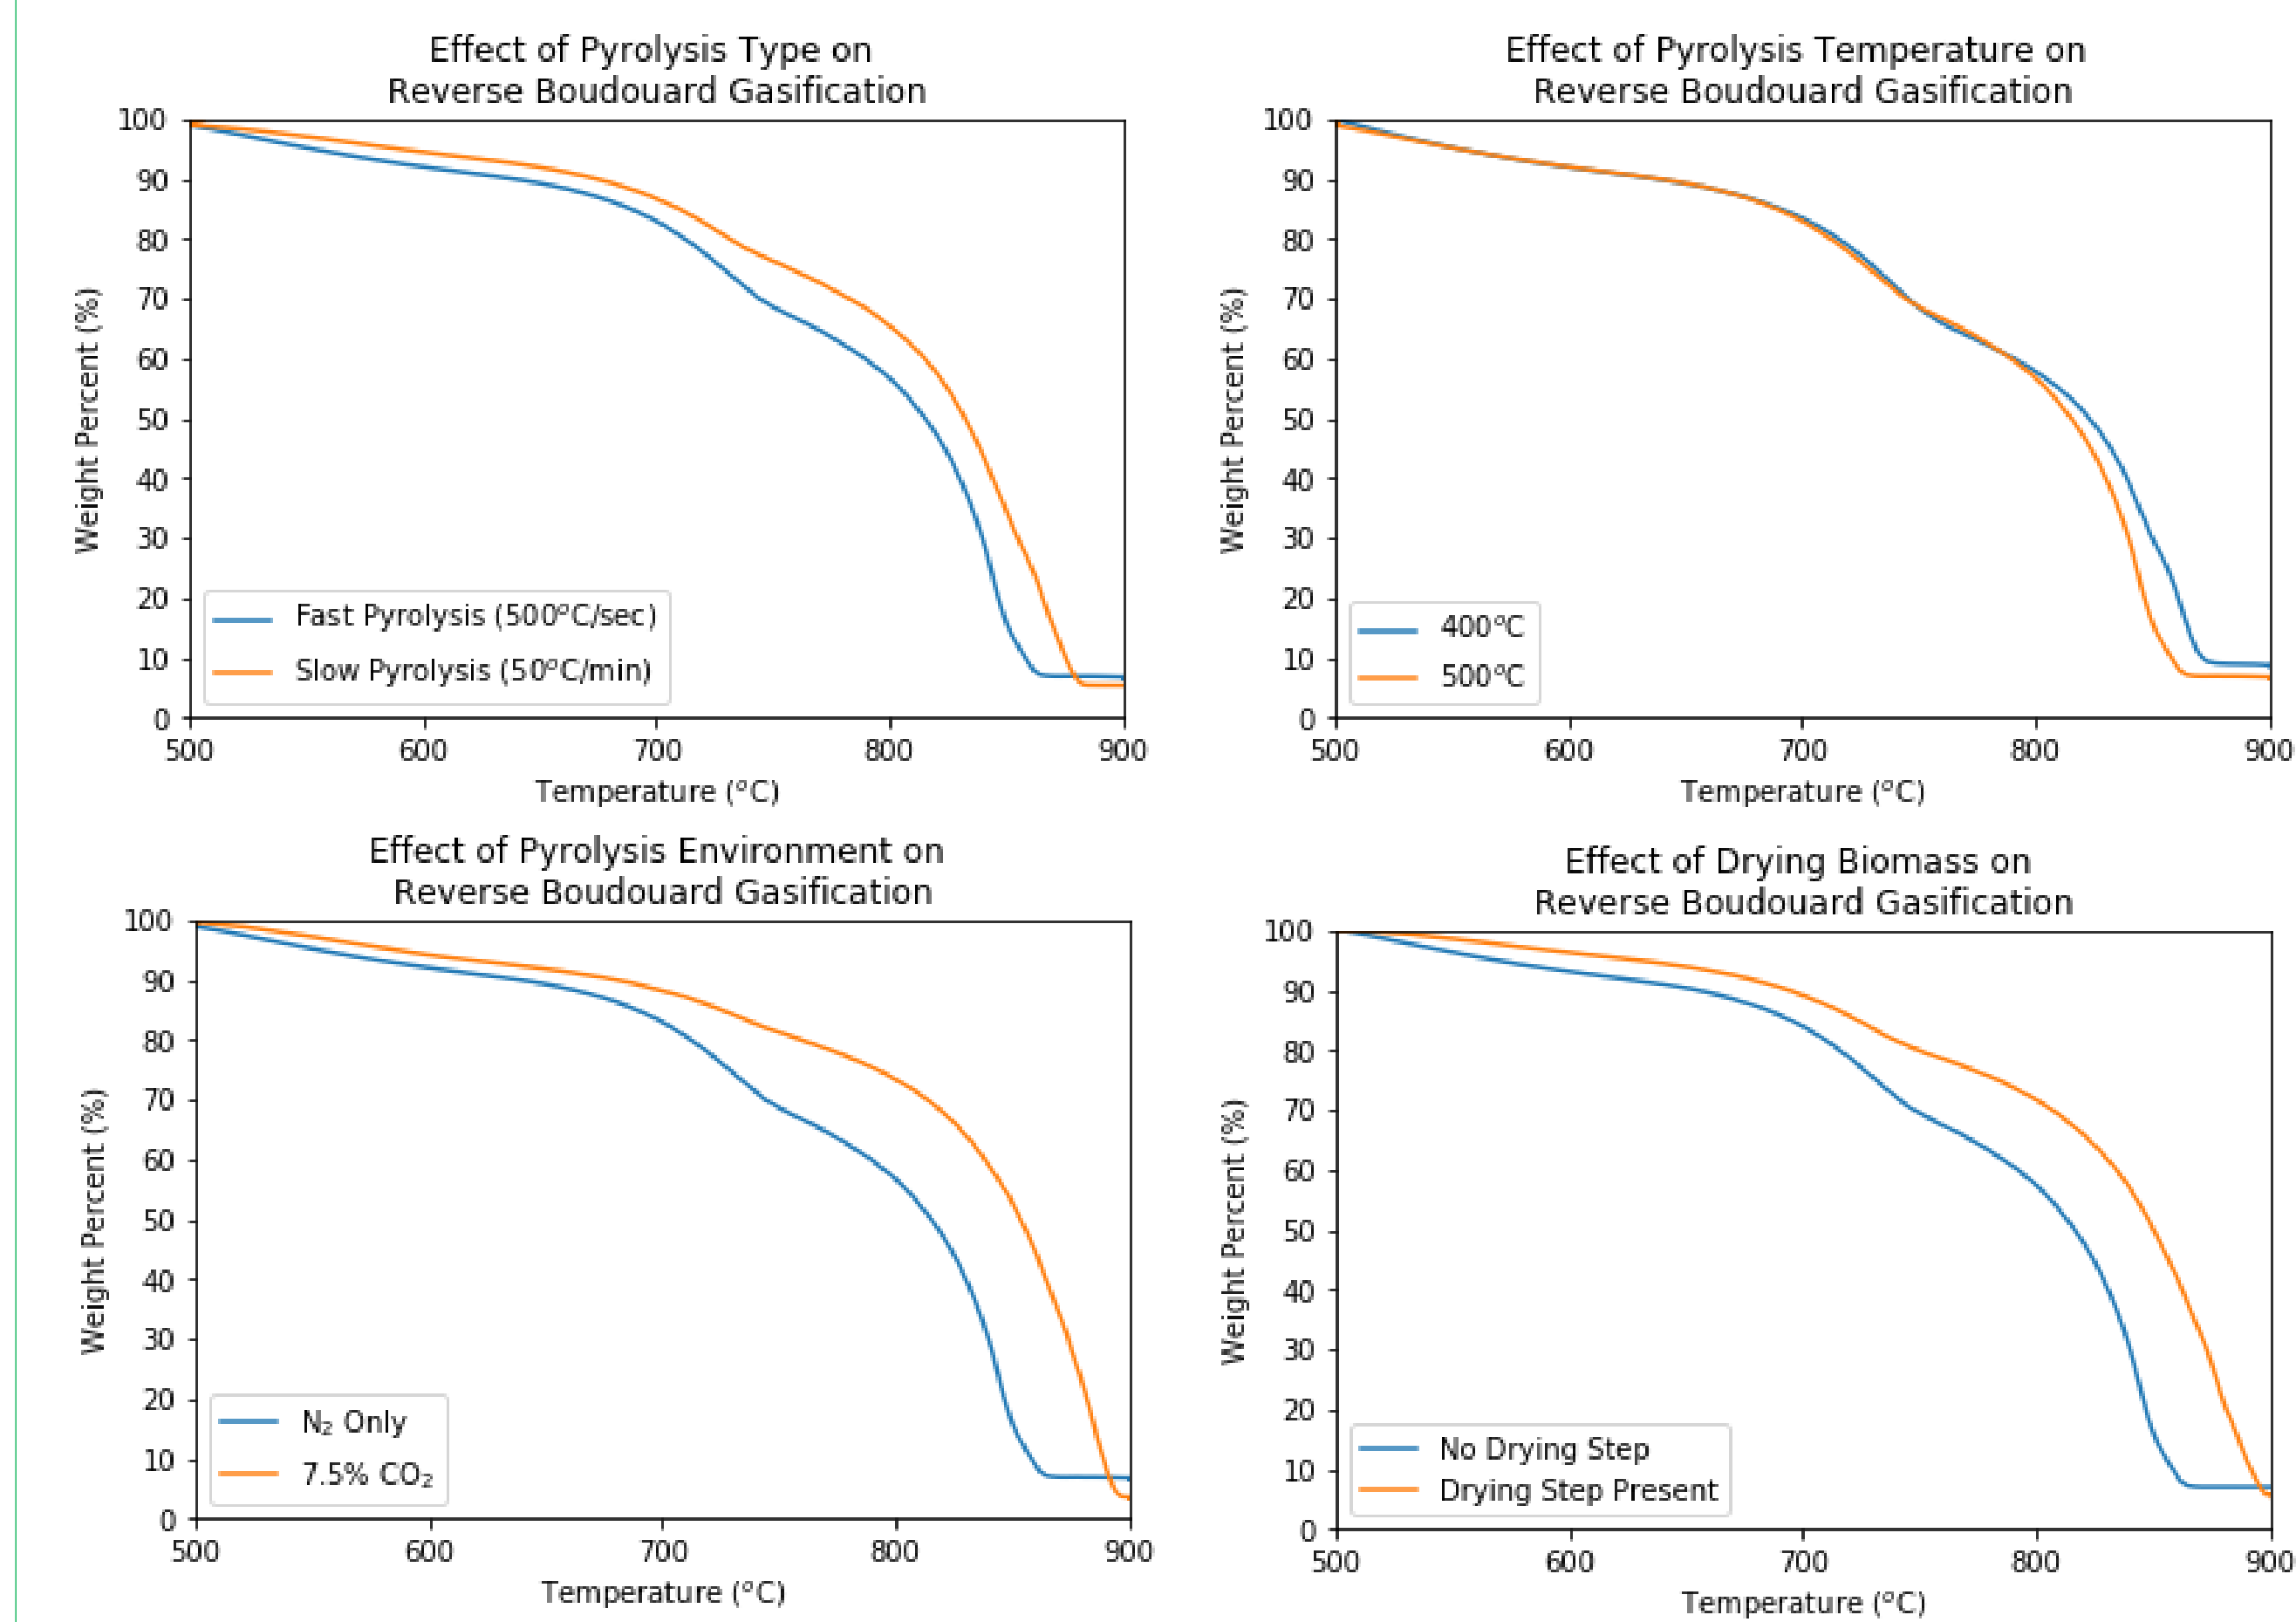 Effect of Pyrolysis Type on
Reverse Boudouard Gasification
100
90
80
70
60
50
40
30
20
10
0
Weight Percent (%)
Fast Pyrolysis (500°C/sec)
Slow Pyrolysis (50°C/min)
500 600 700 800 900
Temperature (°C)
Effect of Pyrolysis Temperature on
Reverse Boudouard Gasification
100
90
80
70
60
50
40
30
20
10
0
Weight Percent (%)
400°C
500°C
500 600 700 800 900
Temperature (°C)
Effect of Pyrolysis Environment on
Reverse Boudouard Gasification
100
90
80
70
60
50
40
30
20
10
0
Weight Percent (%)
N₂ Only
7.5% CO₂
500 600 700 800 900
Temperature (°C)
Effect of Drying Biomass on
Reverse Boudouard Gasification
100
90
80
70
60
50
40
30
20
10
0
Weight Percent (%)
No Drying Step
Drying Step Present
500 600 700 800 900
Temperature (°C)